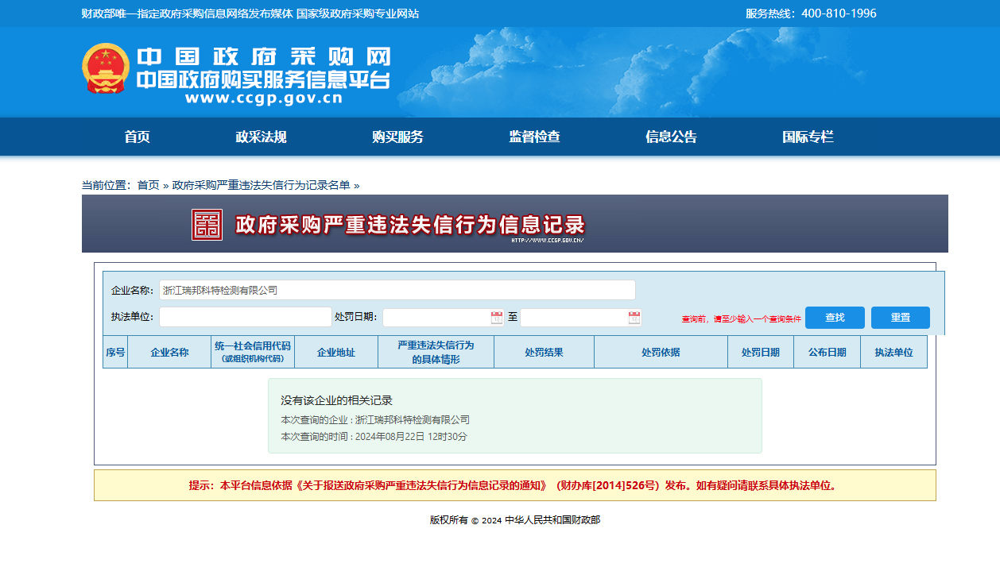 财政部唯一指定政府采购信息网络发布媒体 国家级政府采购专业网站
服务热线：400-810-1996
中国政府采购网
中国政府购买服务信息平台
www.ccgp.gov.cn
首页 政采法规 购买服务 监督检查 信息公告 国际专栏
当前位置：首页 » 政府采购严重违法失信行为记录名单 »
政府采购严重违法失信行为信息记录
HTTP://WWW.CCGP.GOV.CN/
企业名称：浙江瑞邦科特检测有限公司
执法单位： 处罚日期： 至 查询前，请至少输入一个查询条件 查找 重置
序号 企业名称 统一社会信用代码 （或组织机构代码） 企业地址 严重违法失信行为 的具体情形 处罚结果 处罚依据 处罚日期 公布日期 执法单位
没有该企业的相关记录
本次查询的企业 : 浙江瑞邦科特检测有限公司
本次查询的时间 : 2024年08月22日 12时30分
提示：本平台信息依据《关于报送政府采购严重违法失信行为信息记录的通知》（财办库[2014]526号）发布。如有疑问请联系具体执法单位。
版权所有 © 2024 中华人民共和国财政部